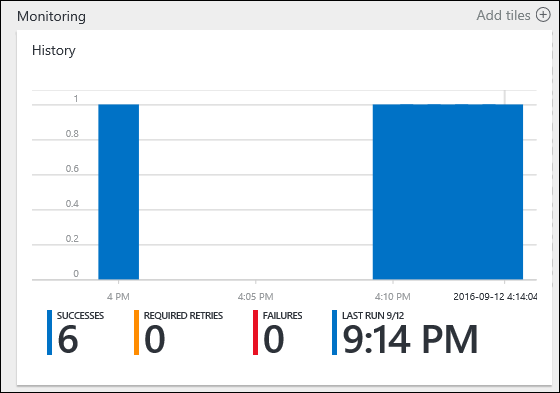 Monitoring
Add tiles
History
1
0.8
0.6
0.4
0.2
0
4 PM
4:05 PM
4:10 PM
2016-09-12 4:14:04
SUCCESSES
6
REQUIRED RETRIES
0
FAILURES
0
LAST RUN 9/12
9:14 PM